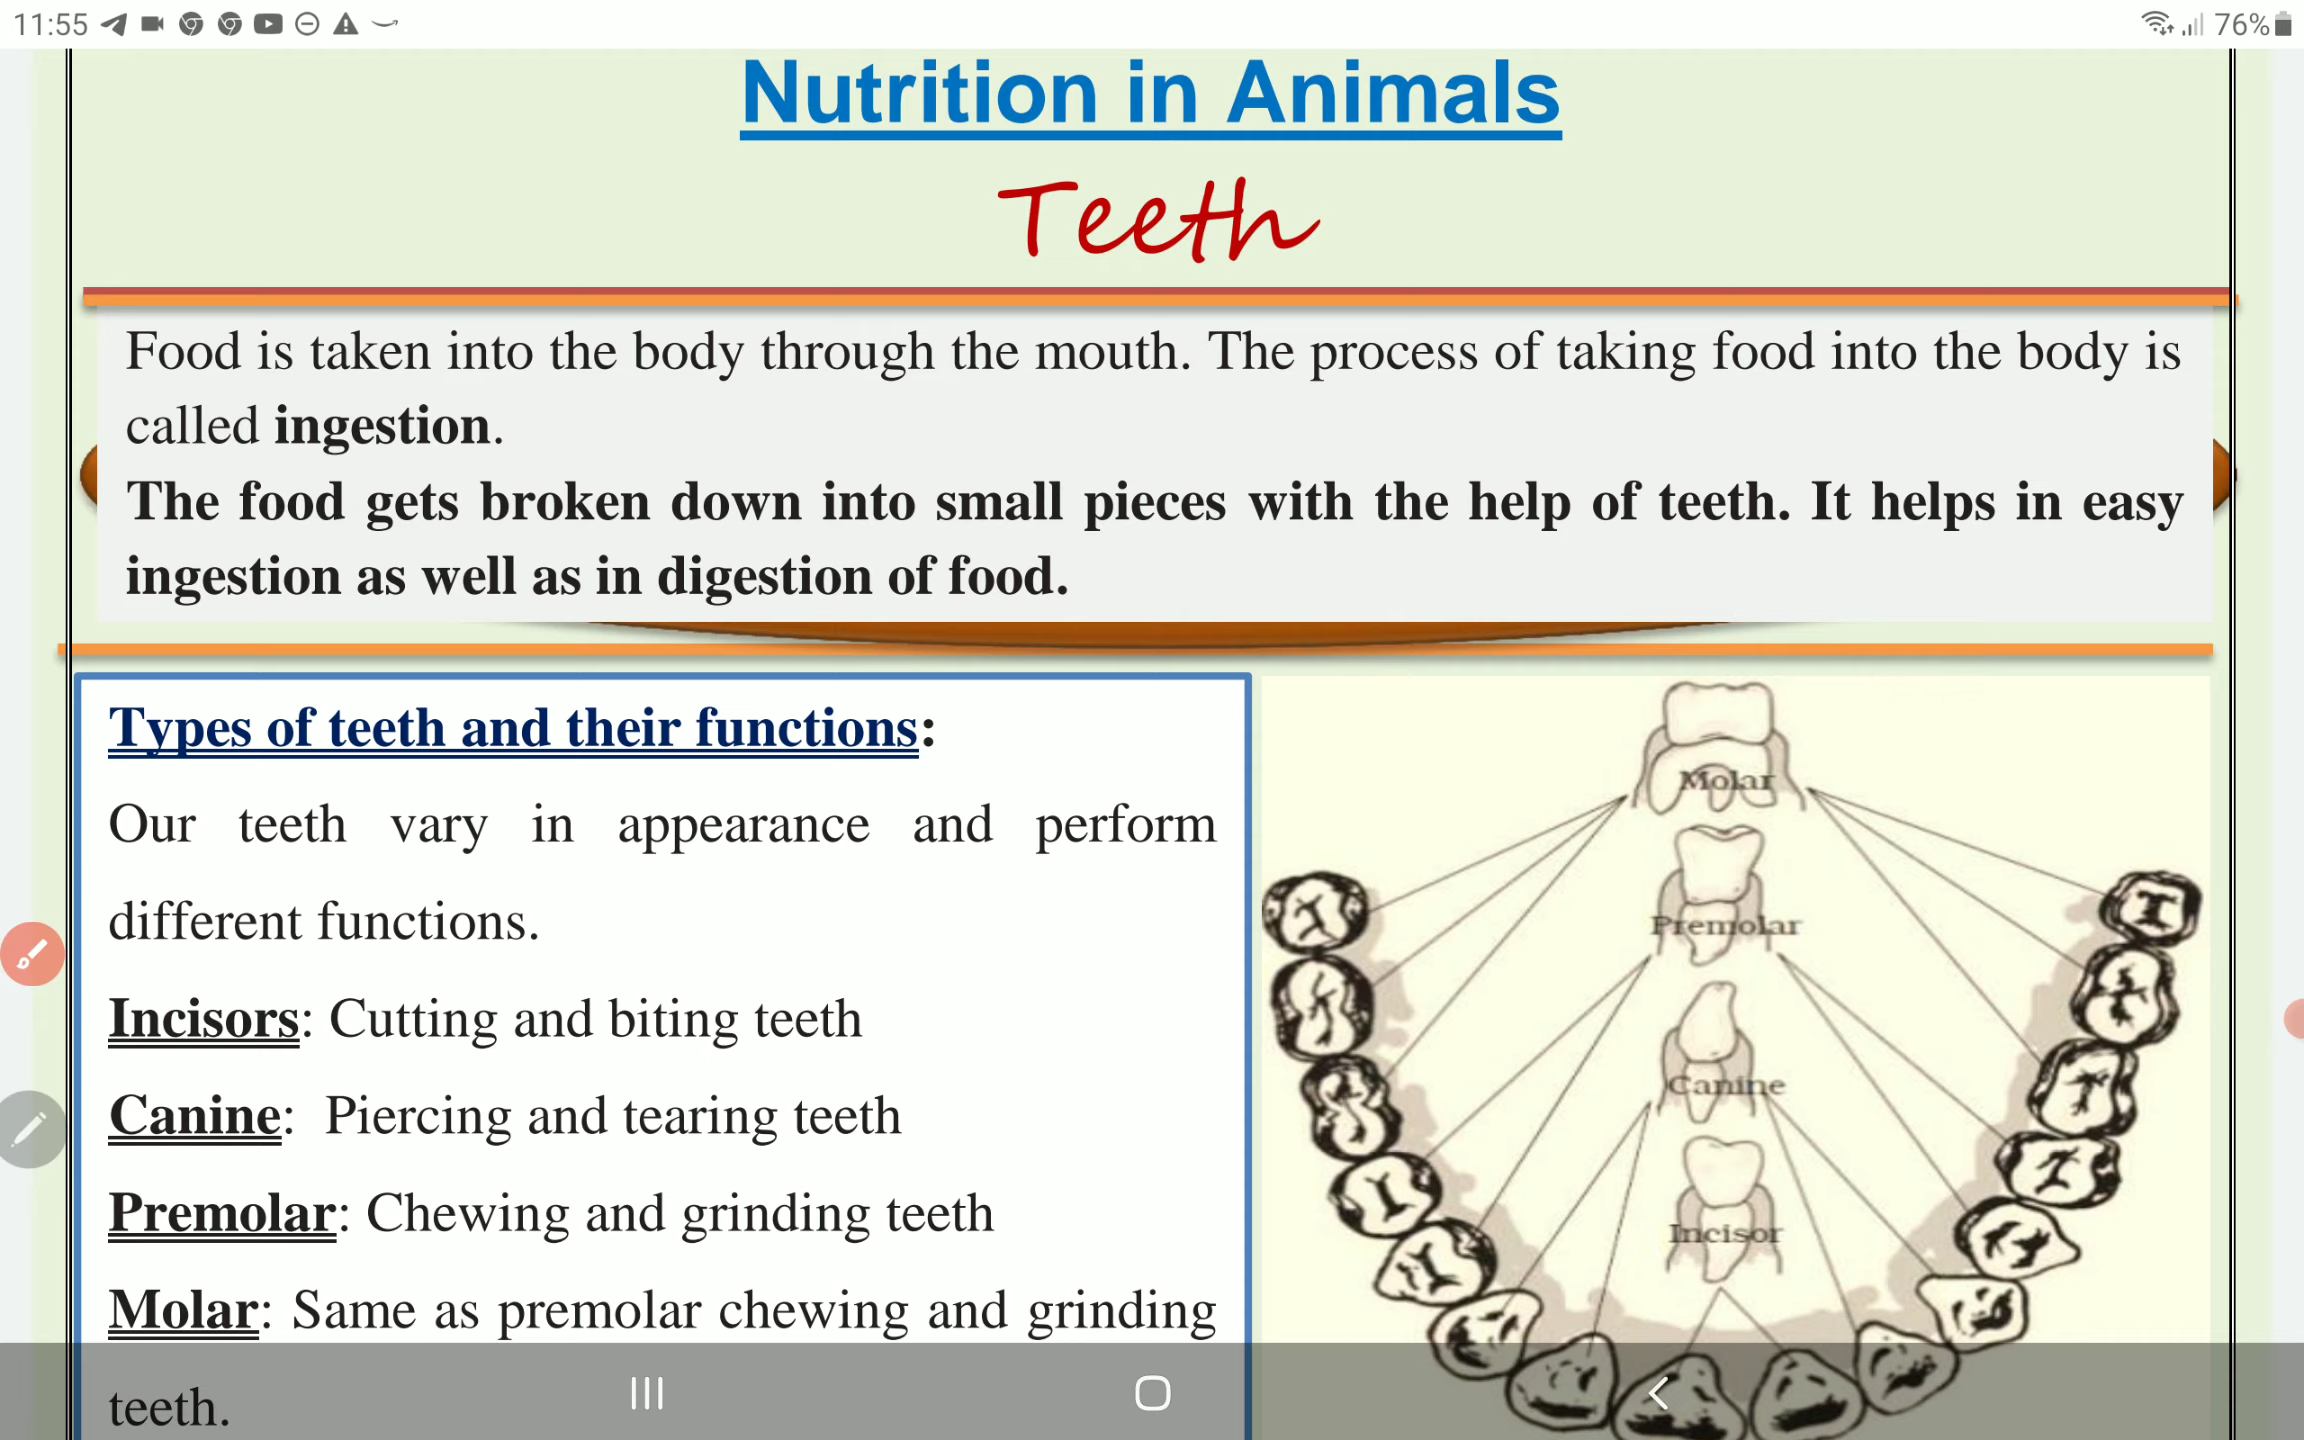 11:55
76%
Nutrition in Animals
Teeth
Food is taken into the body through the mouth. The process of taking food into the body is
called ingestion.
The food gets broken down into small pieces with the help of teeth. It helps in easy
ingestion as well as in digestion of food.
Types of teeth and their functions:
Our teeth vary in appearance and perform
different functions.
Incisors: Cutting and biting teeth
Canine: Piercing and tearing teeth
Premolar: Chewing and grinding teeth
Molar: Same as premolar chewing and grinding
teeth.
Molar
Premolar
Canine
Incisor